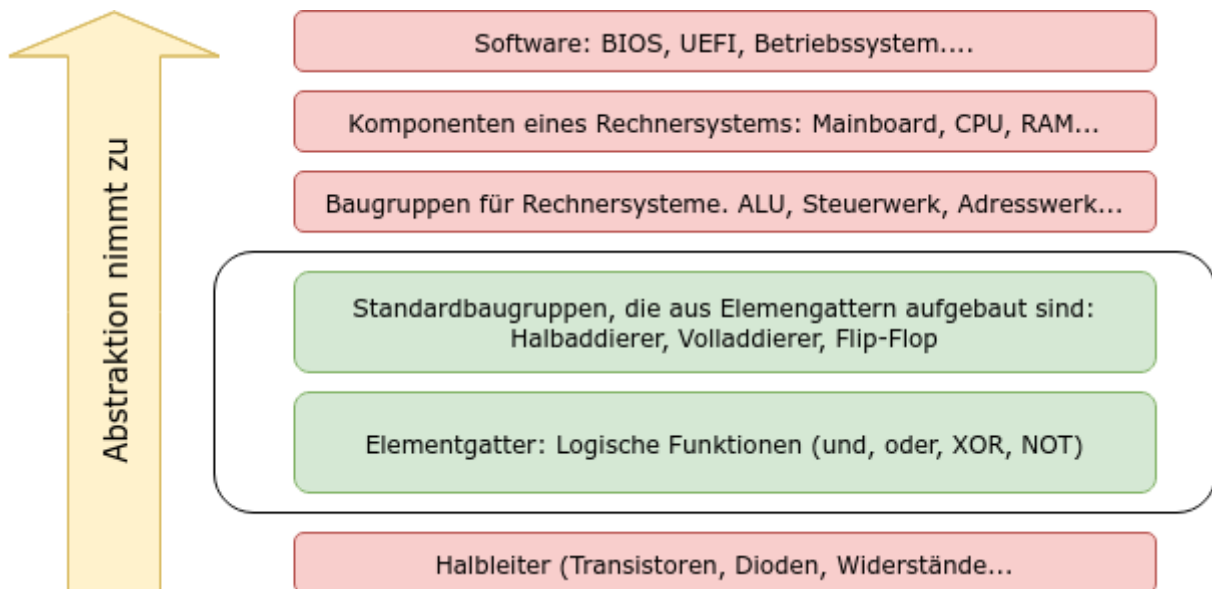 Abstraktion nimmt zu
Software: BIOS, UEFI, Betriebssystem....
Komponenten eines Rechnersystems: Mainboard, CPU, RAM...
Baugruppen für Rechnersysteme. ALU, Steuerwerk, Adresswerk...
Standardbaugruppen, die aus Elemengattern aufgebaut sind:
Halbaddierer, Volladdierer, Flip-Flop
Elementgatter: Logische Funktionen (und, oder, XOR, NOT)
Halbleiter (Transistoren, Dioden, Widerstände...